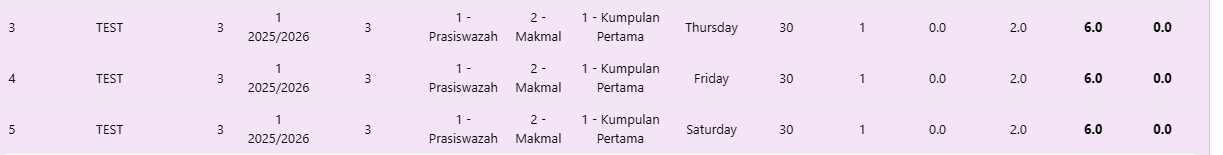 3 TEST 3 1 2025/2026 3 1 - Prasiswazah 2 - Makmal 1 - Kumpulan Pertama Thursday 30 1 0.0 2.0 6.0 0.0
4 TEST 3 1 2025/2026 3 1 - Prasiswazah 2 - Makmal 1 - Kumpulan Pertama Friday 30 1 0.0 2.0 6.0 0.0
5 TEST 3 1 2025/2026 3 1 - Prasiswazah 2 - Makmal 1 - Kumpulan Pertama Saturday 30 1 0.0 2.0 6.0 0.0